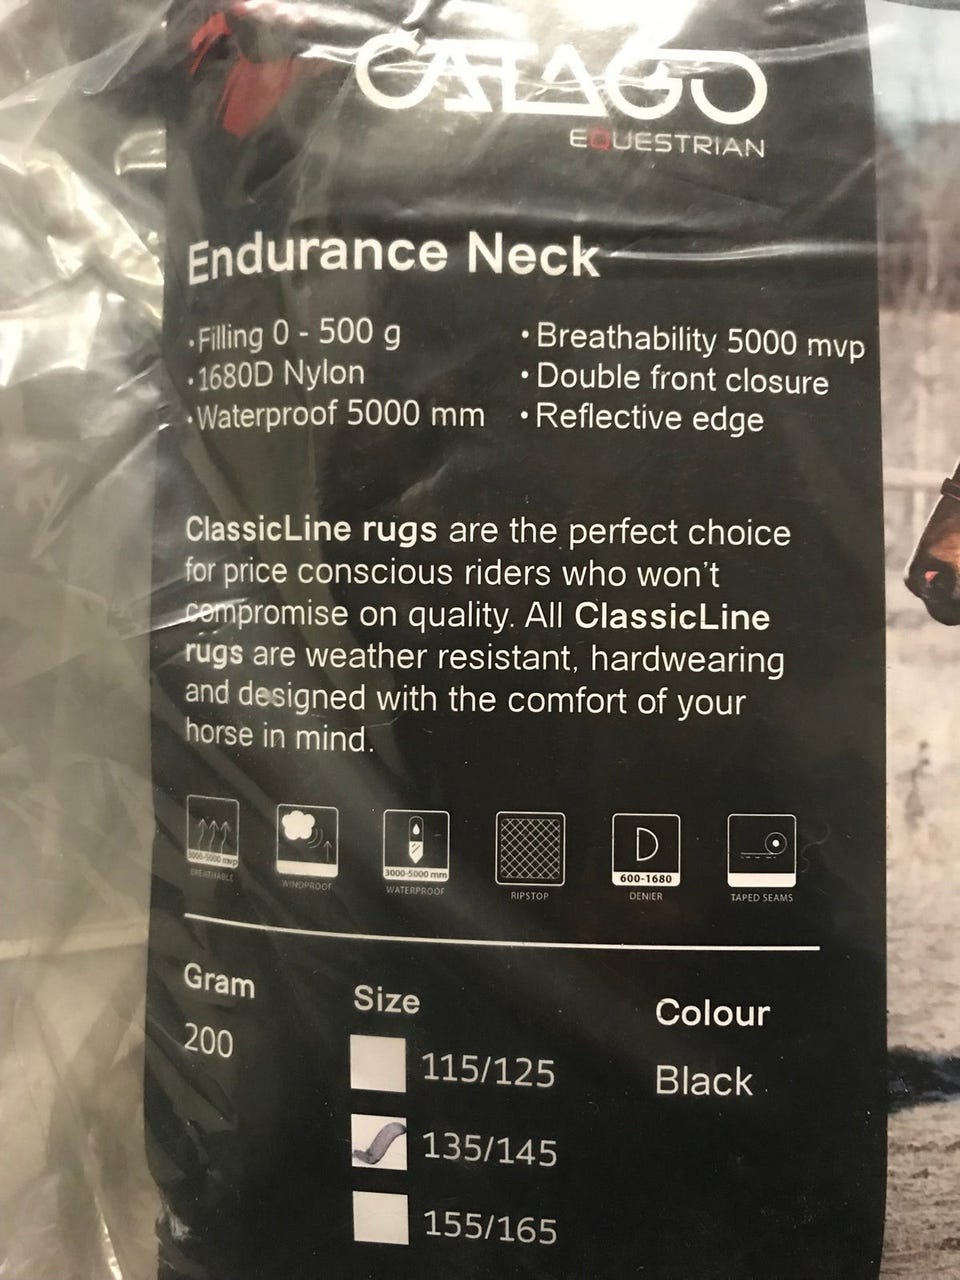 CATAGO
EQUESTRIAN
Endurance Neck
• Filling 0 - 500 g
• 1680D Nylon
• Waterproof 5000 mm
• Breathability 5000 mvp
• Double front closure
• Reflective edge
ClassicLine rugs are the perfect choice
for price conscious riders who won't
compromise on quality. All ClassicLine
rugs are weather resistant, hardwearing
and designed with the comfort of your
horse in mind.
3000-5000 mvp
BREATHABLE
WINDPROOF
3000-5000 mm
WATERPROOF
RIPSTOP
D
600-1680
DENIER
TAPED SEAMS
Gram
200
Size
115/125
135/145
155/165
Colour
Black